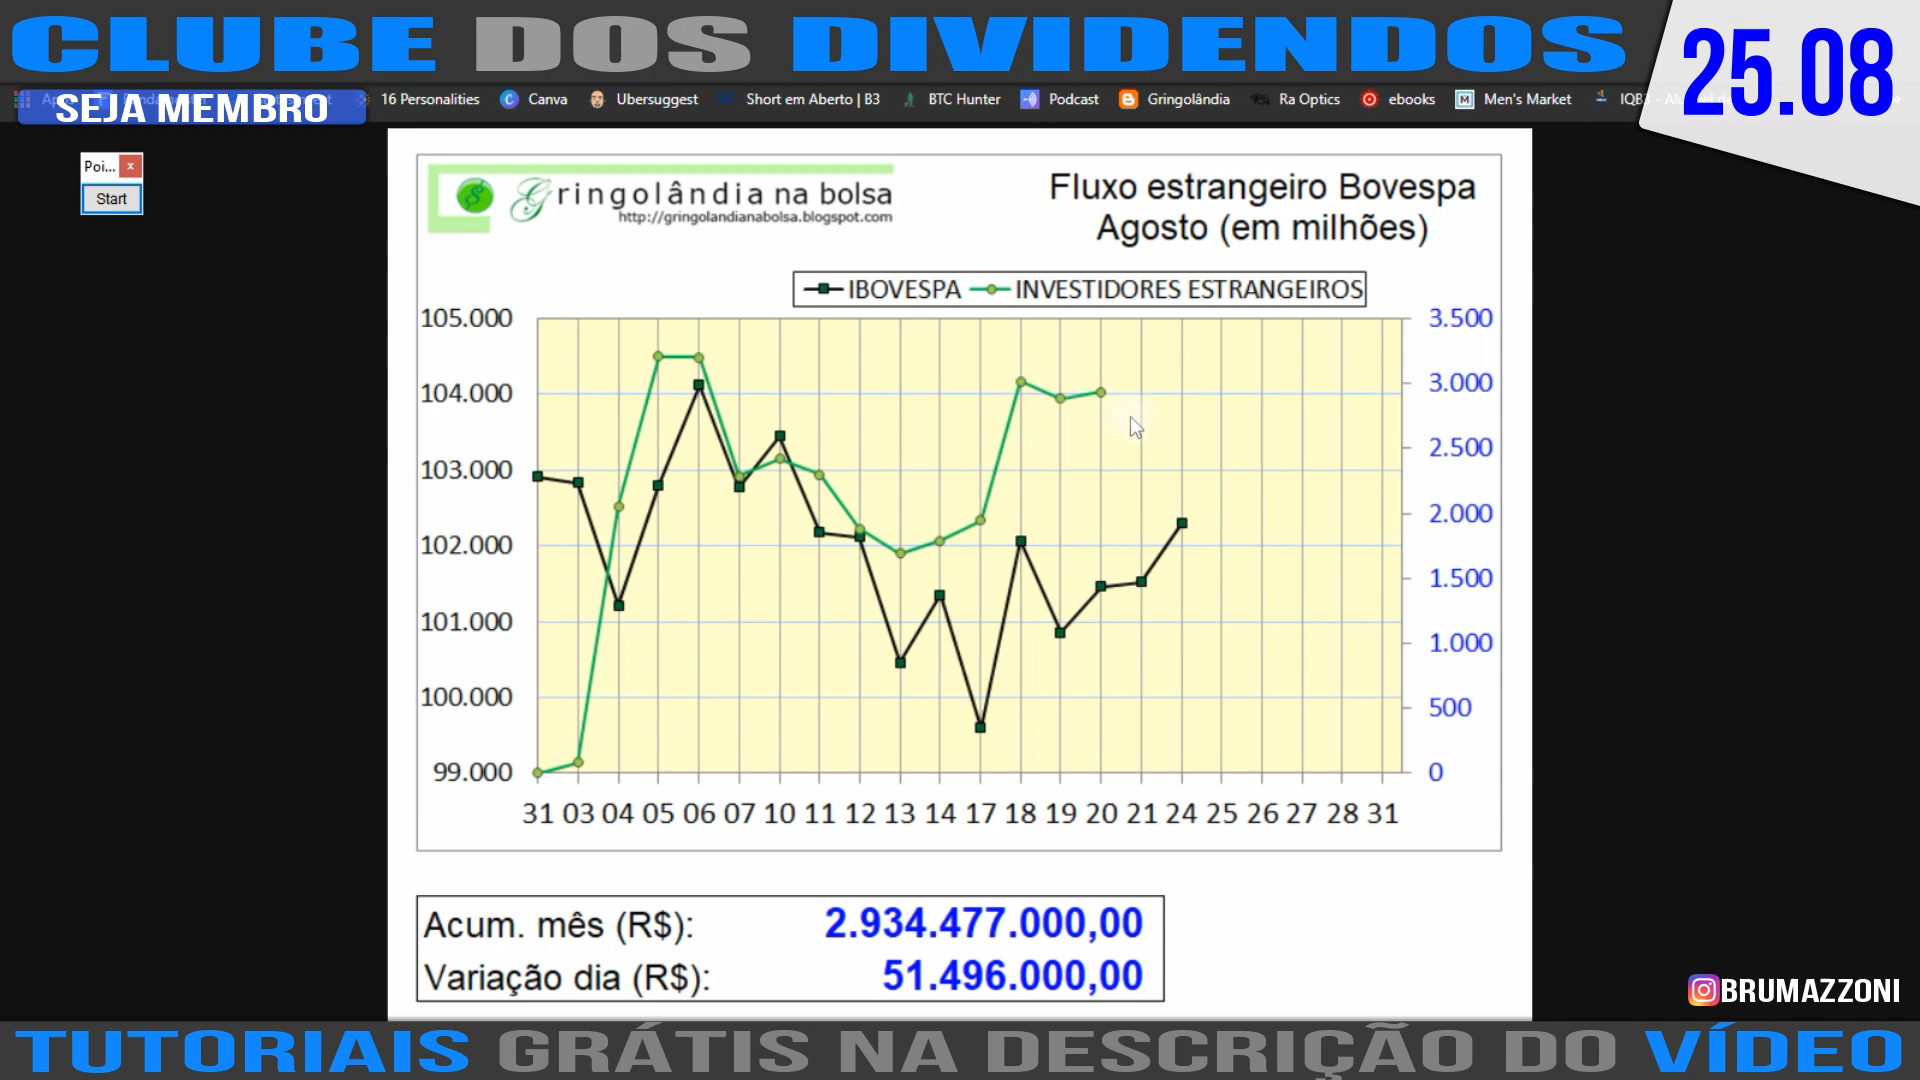 CLUBE DOS DIVIDENDOS
25.08
SEJA MEMBRO
16 Personalities
Canva
Ubersuggest
Short em Aberto | B3
BTC Hunter
Podcast
Gringolândia
Ra Optics
ebooks
Men's Market
Poi...
Start
Gringolândia na bolsa
http://gringolandianabolsa.blogspot.com
Fluxo estrangeiro Bovespa
Agosto (em milhões)
IBOVESPA INVESTIDORES ESTRANGEIROS
105.000 3.500
104.000 3.000
103.000 2.500
102.000 2.000
101.000 1.500
100.000 1.000
99.000 500
0
31 03 04 05 06 07 10 11 12 13 14 17 18 19 20 21 24 25 26 27 28 31
Acum. mês (R$): 2.934.477.000,00
Variação dia (R$): 51.496.000,00
BRUMAZZONI
TUTORIAIS GRÁTIS NA DESCRIÇÃO DO VÍDEO